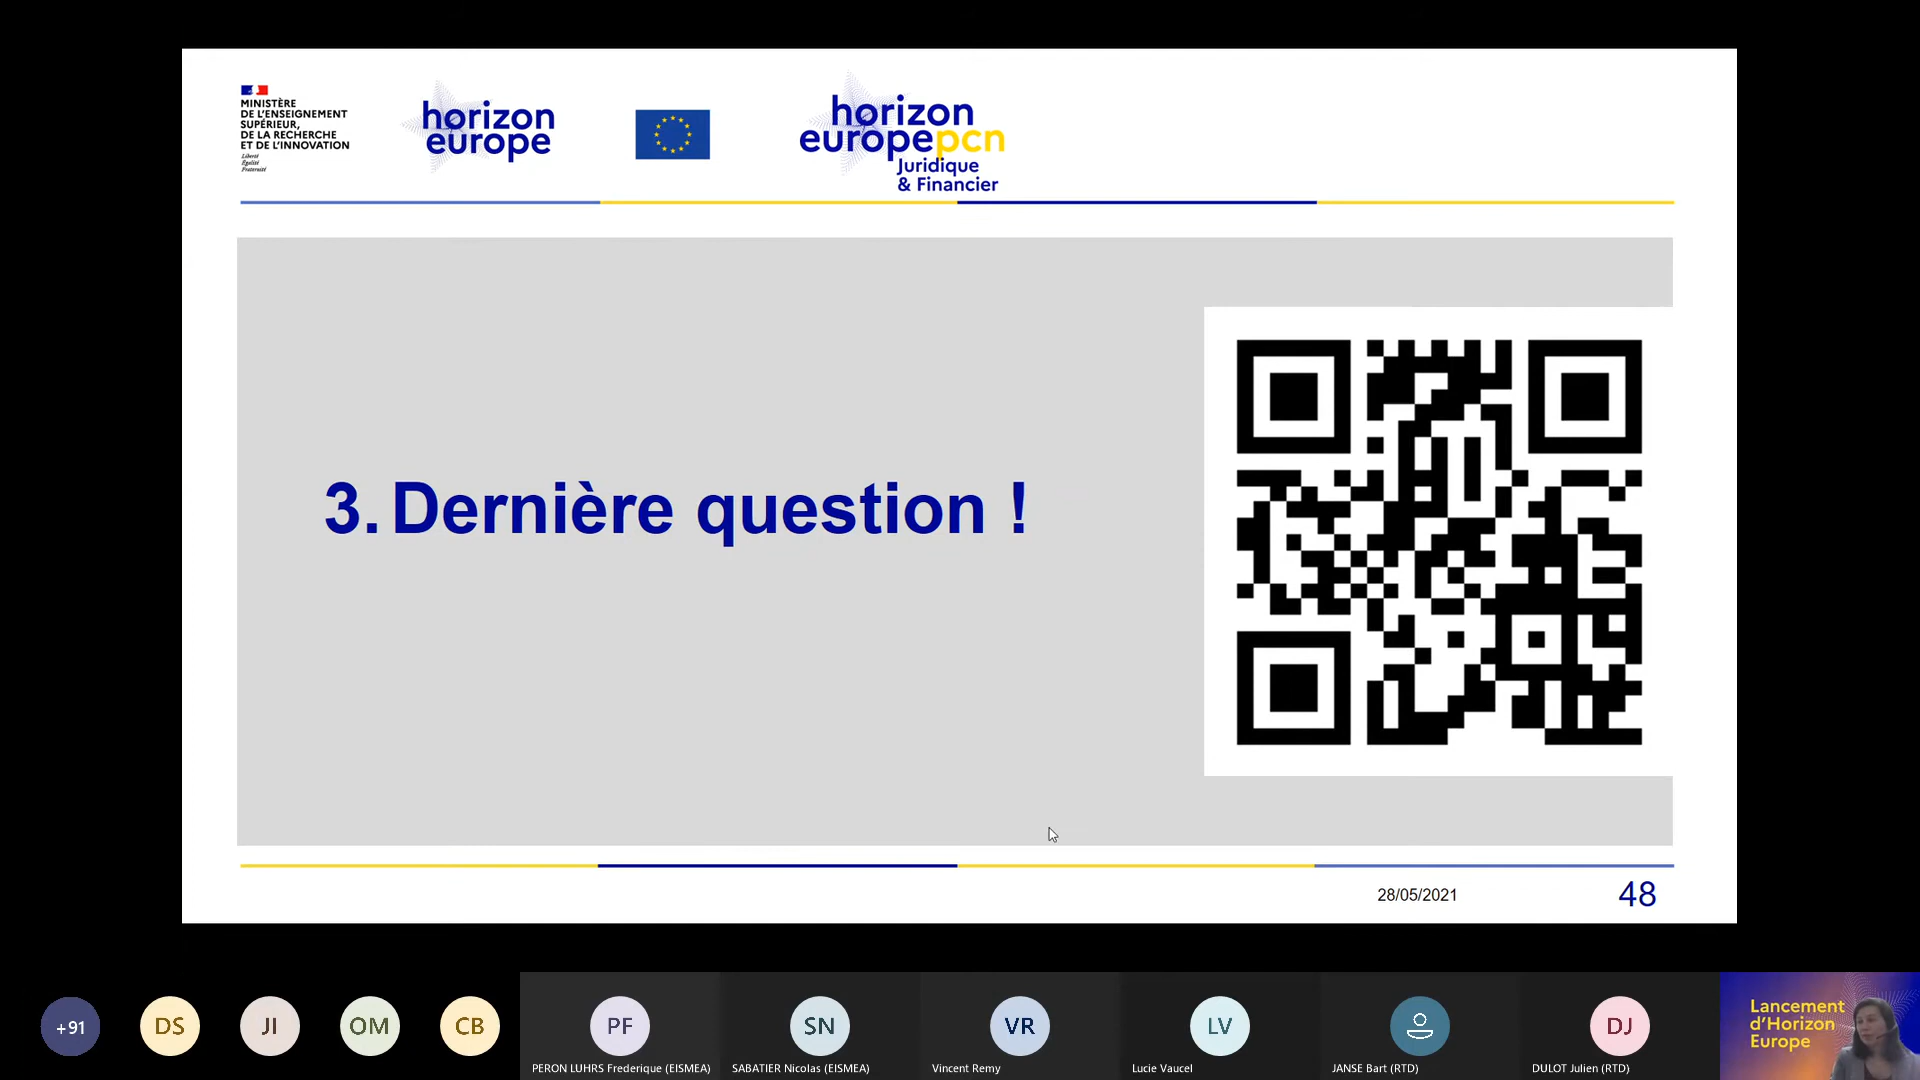 MINISTÈRE
DE L'ENSEIGNEMENT
SUPÉRIEUR,
DE LA RECHERCHE
ET DE L'INNOVATION
Liberté
Égalité
Fraternité
horizon
europe
horizon
europepcn
Juridique
& Financier
3. Dernière question !
28/05/2021
48
+91
DS
JI
OM
CB
PF
PERON LUHRS Frederique (EISMEA)
SN
SABATIER Nicolas (EISMEA)
VR
Vincent Remy
LV
Lucie Vaucel
JANSE Bart (RTD)
DJ
DULOT Julien (RTD)
Lancement
d'Horizon
Europe